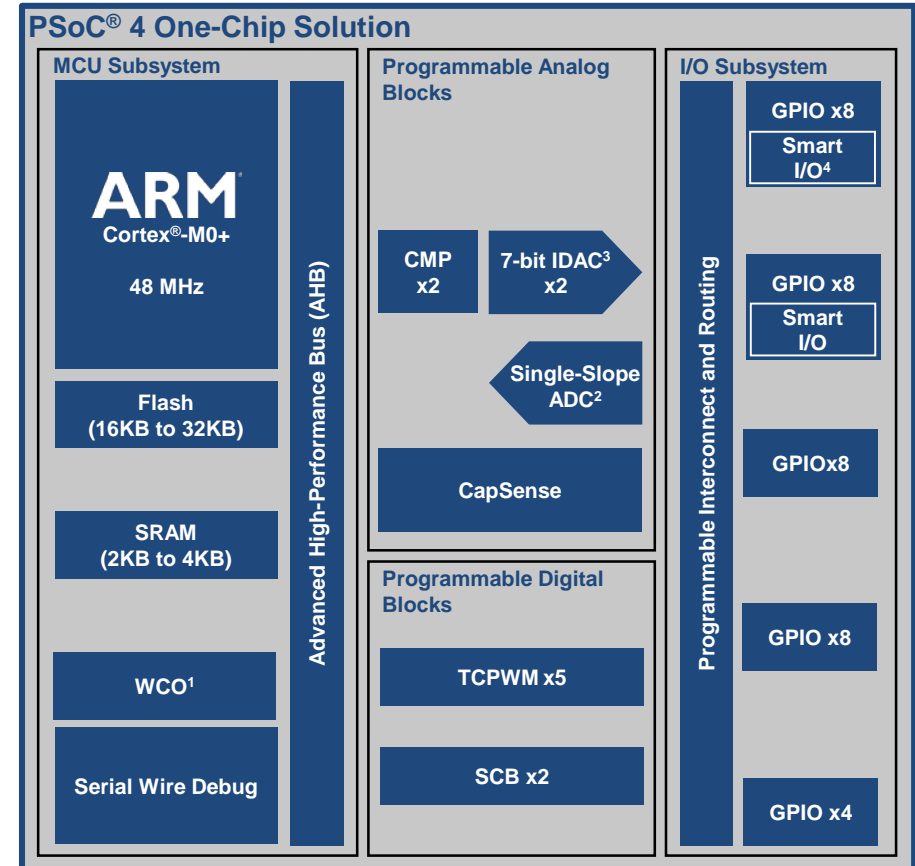 PSoC® 4 One-Chip Solution
MCU Subsystem
ARM
Cortex®-M0+
48 MHz
Flash
(16KB to 32KB)
SRAM
(2KB to 4KB)
WCO¹
Serial Wire Debug
Advanced High-Performance Bus (AHB)
Programmable Analog
Blocks
CMP
x2
7-bit IDAC³
x2
Single-Slope
ADC²
CapSense
Programmable Digital
Blocks
TCPWM x5
SCB x2
I/O Subsystem
Programmable Interconnect and Routing
GPIO x8
Smart
I/O⁴
GPIO x8
Smart
I/O
GPIOx8
GPIO x8
GPIO x4